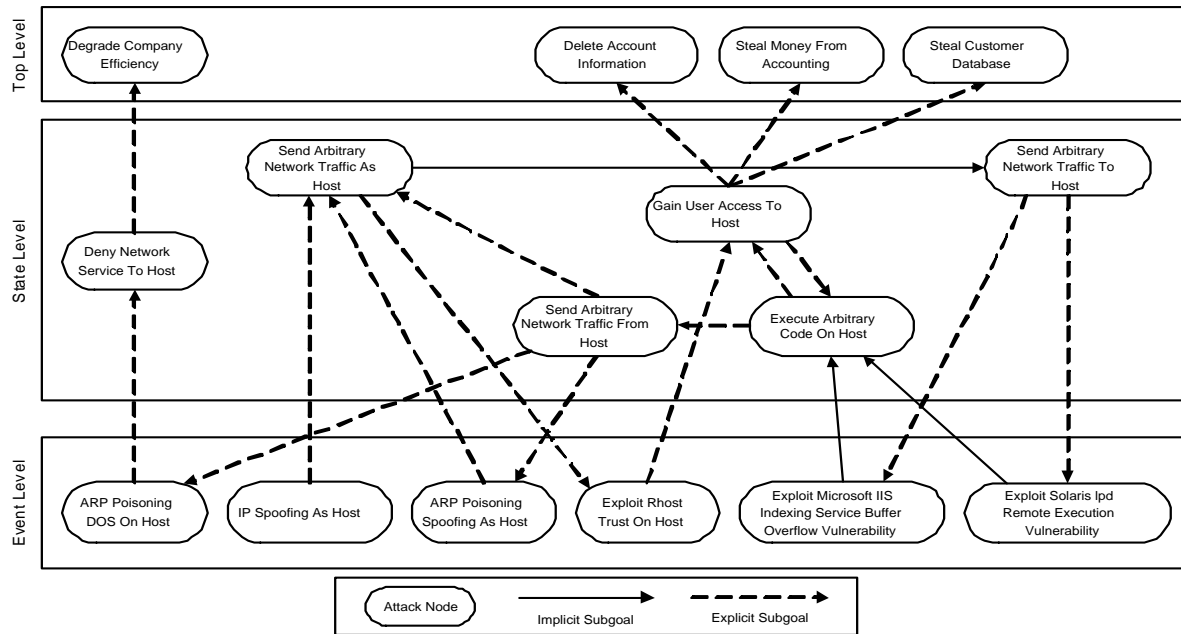 Top Level
Degrade Company
Efficiency
Delete Account
Information
Steal Money From
Accounting
Steal Customer
Database
State Level
Send Arbitrary
Network Traffic As
Host
Send Arbitrary
Network Traffic To
Host
Gain User Access To
Host
Deny Network
Service To Host
Send Arbitrary
Network Traffic From
Host
Execute Arbitrary
Code On Host
Event Level
ARP Poisoning
DOS On Host
IP Spoofing As Host
ARP Poisoning
Spoofing As Host
Exploit Rhost
Trust On Host
Exploit Microsoft IIS
Indexing Service Buffer
Overflow Vulnerability
Exploit Solaris lpd
Remote Execution
Vulnerability
Attack Node
Implicit Subgoal
Explicit Subgoal